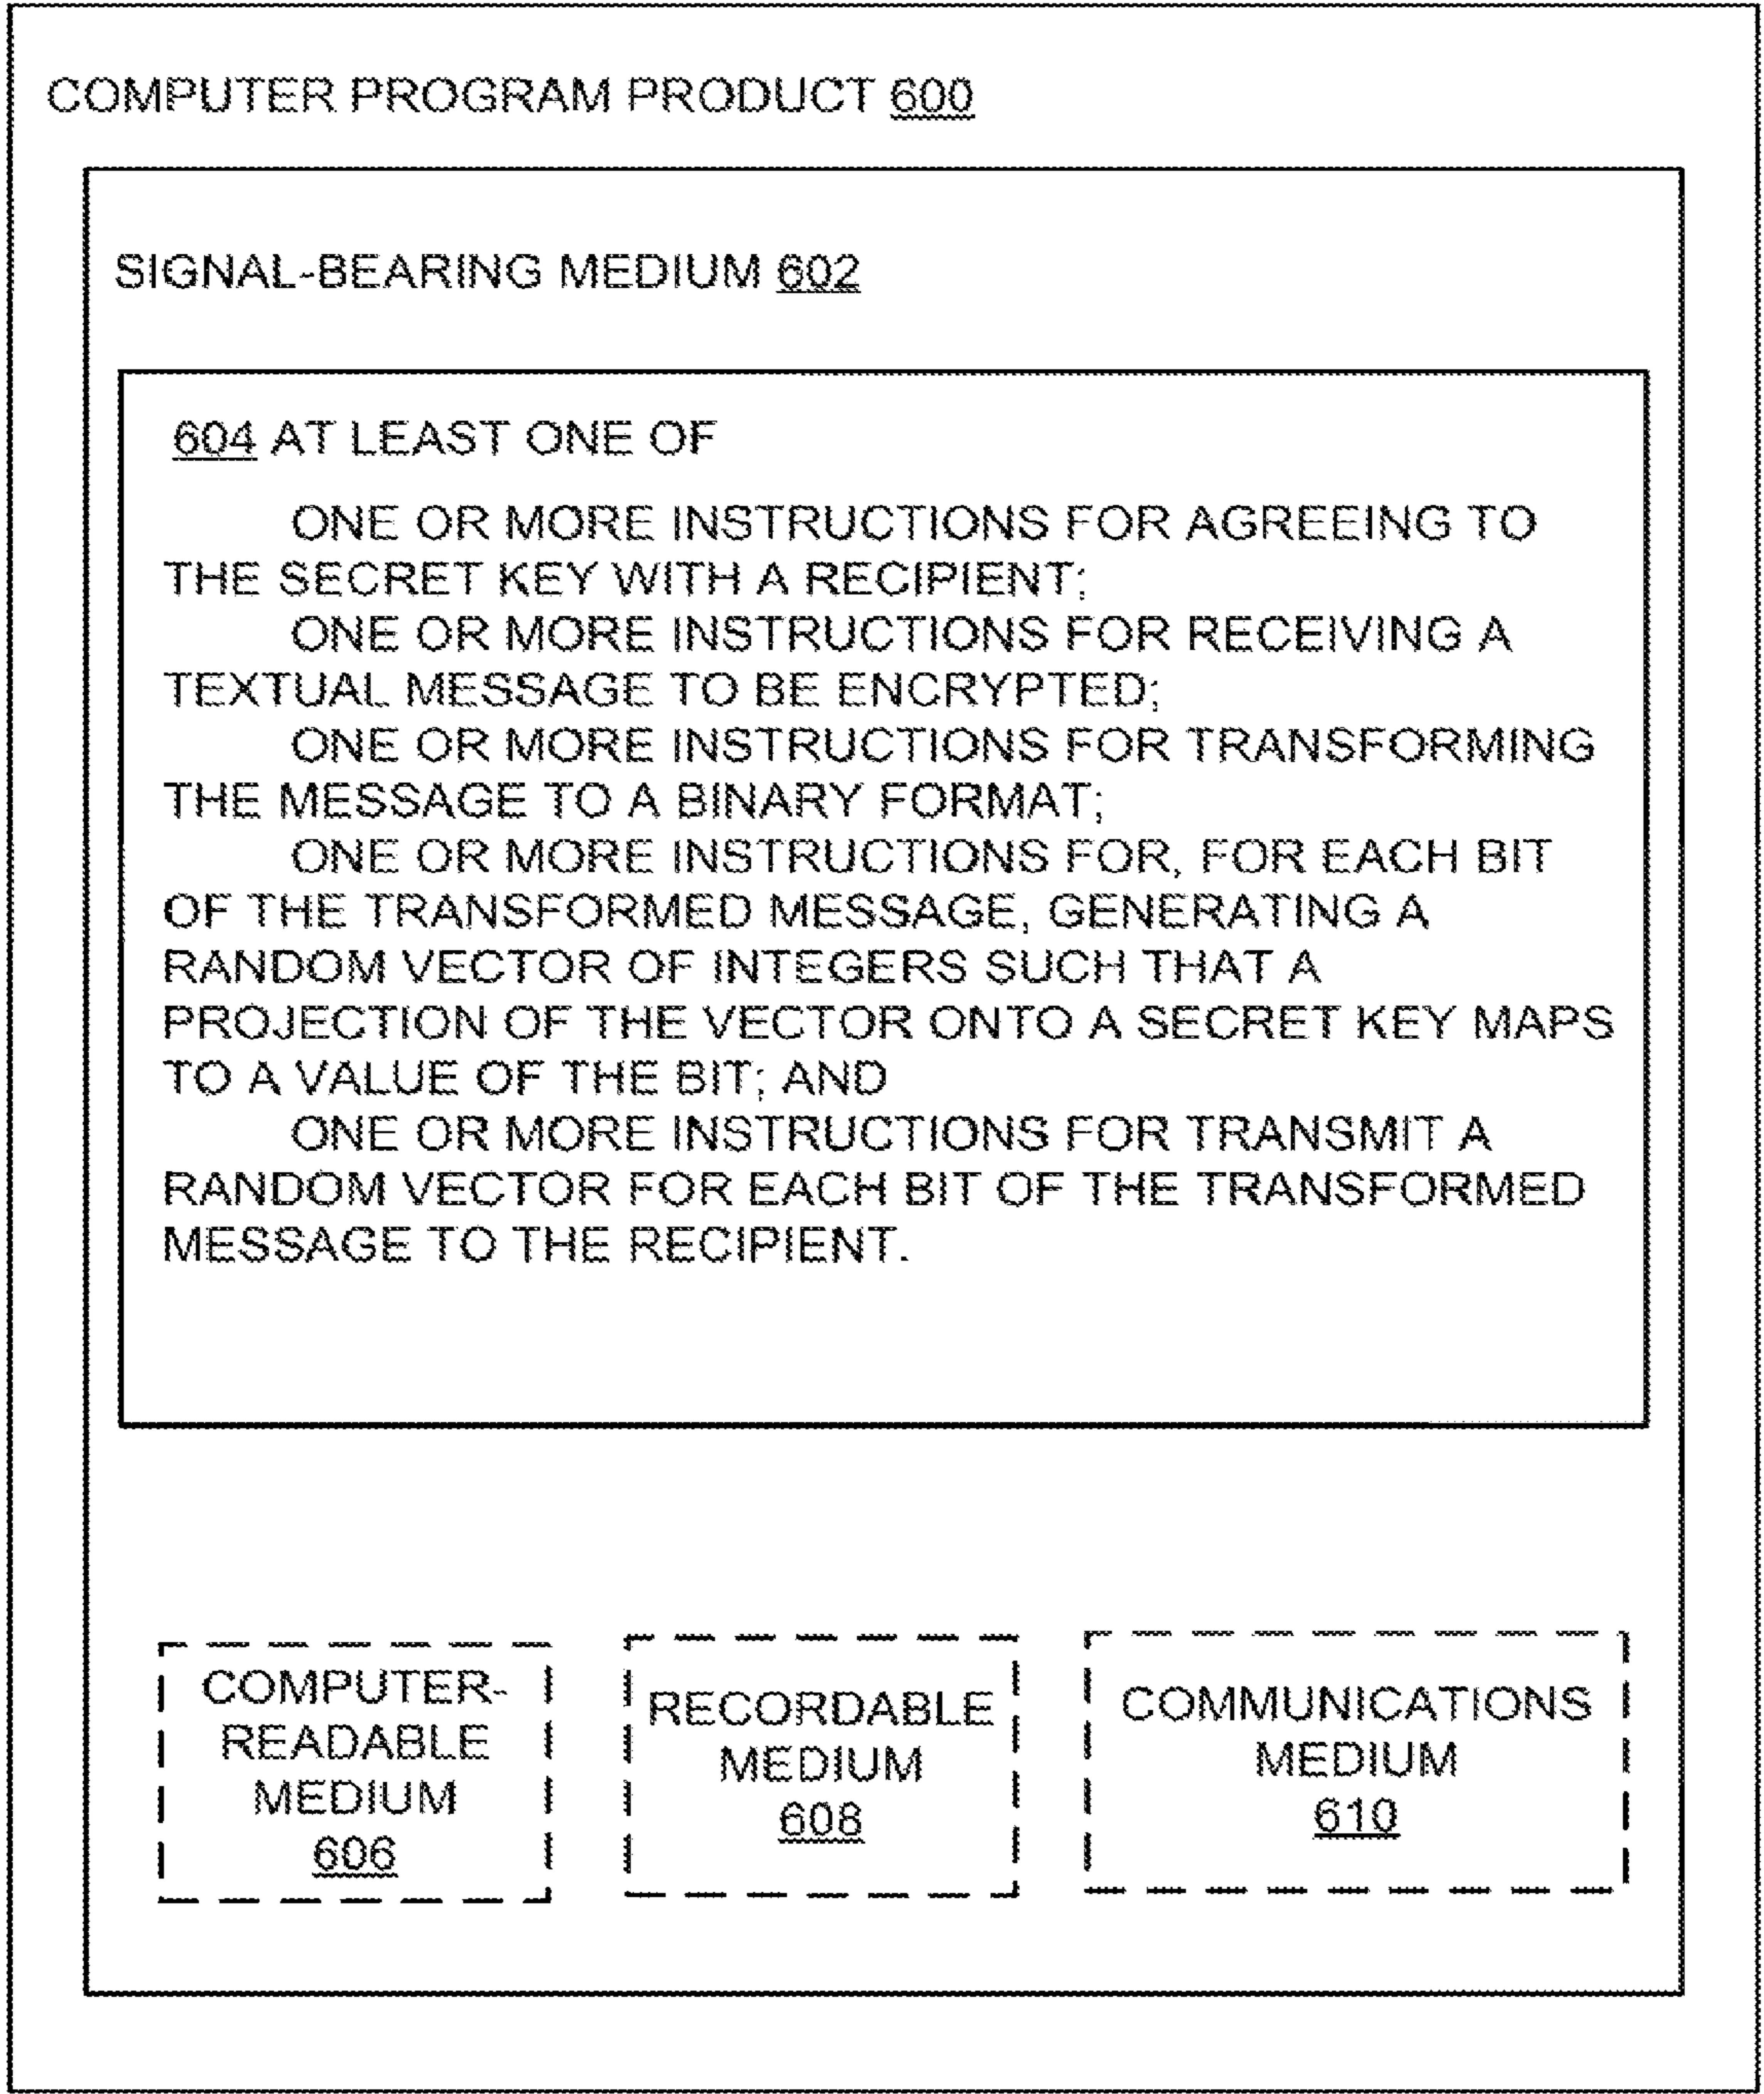 COMPUTER PROGRAM PRODUCT 600
SIGNAL-BEARING MEDIUM 602
604 AT LEAST ONE OF
ONE OR MORE INSTRUCTIONS FOR AGREEING TO
THE SECRET KEY WITH A RECIPIENT;
ONE OR MORE INSTRUCTIONS FOR RECEIVING A
TEXTUAL MESSAGE TO BE ENCRYPTED;
ONE OR MORE INSTRUCTIONS FOR TRANSFORMING
THE MESSAGE TO A BINARY FORMAT;
ONE OR MORE INSTRUCTIONS FOR, FOR EACH BIT
OF THE TRANSFORMED MESSAGE, GENERATING A
RANDOM VECTOR OF INTEGERS SUCH THAT A
PROJECTION OF THE VECTOR ONTO A SECRET KEY MAPS
TO A VALUE OF THE BIT; AND
ONE OR MORE INSTRUCTIONS FOR TRANSMIT A
RANDOM VECTOR FOR EACH BIT OF THE TRANSFORMED
MESSAGE TO THE RECIPIENT.
COMPUTER-
READABLE
MEDIUM
606
RECORDABLE
MEDIUM
608
COMMUNICATIONS
MEDIUM
610